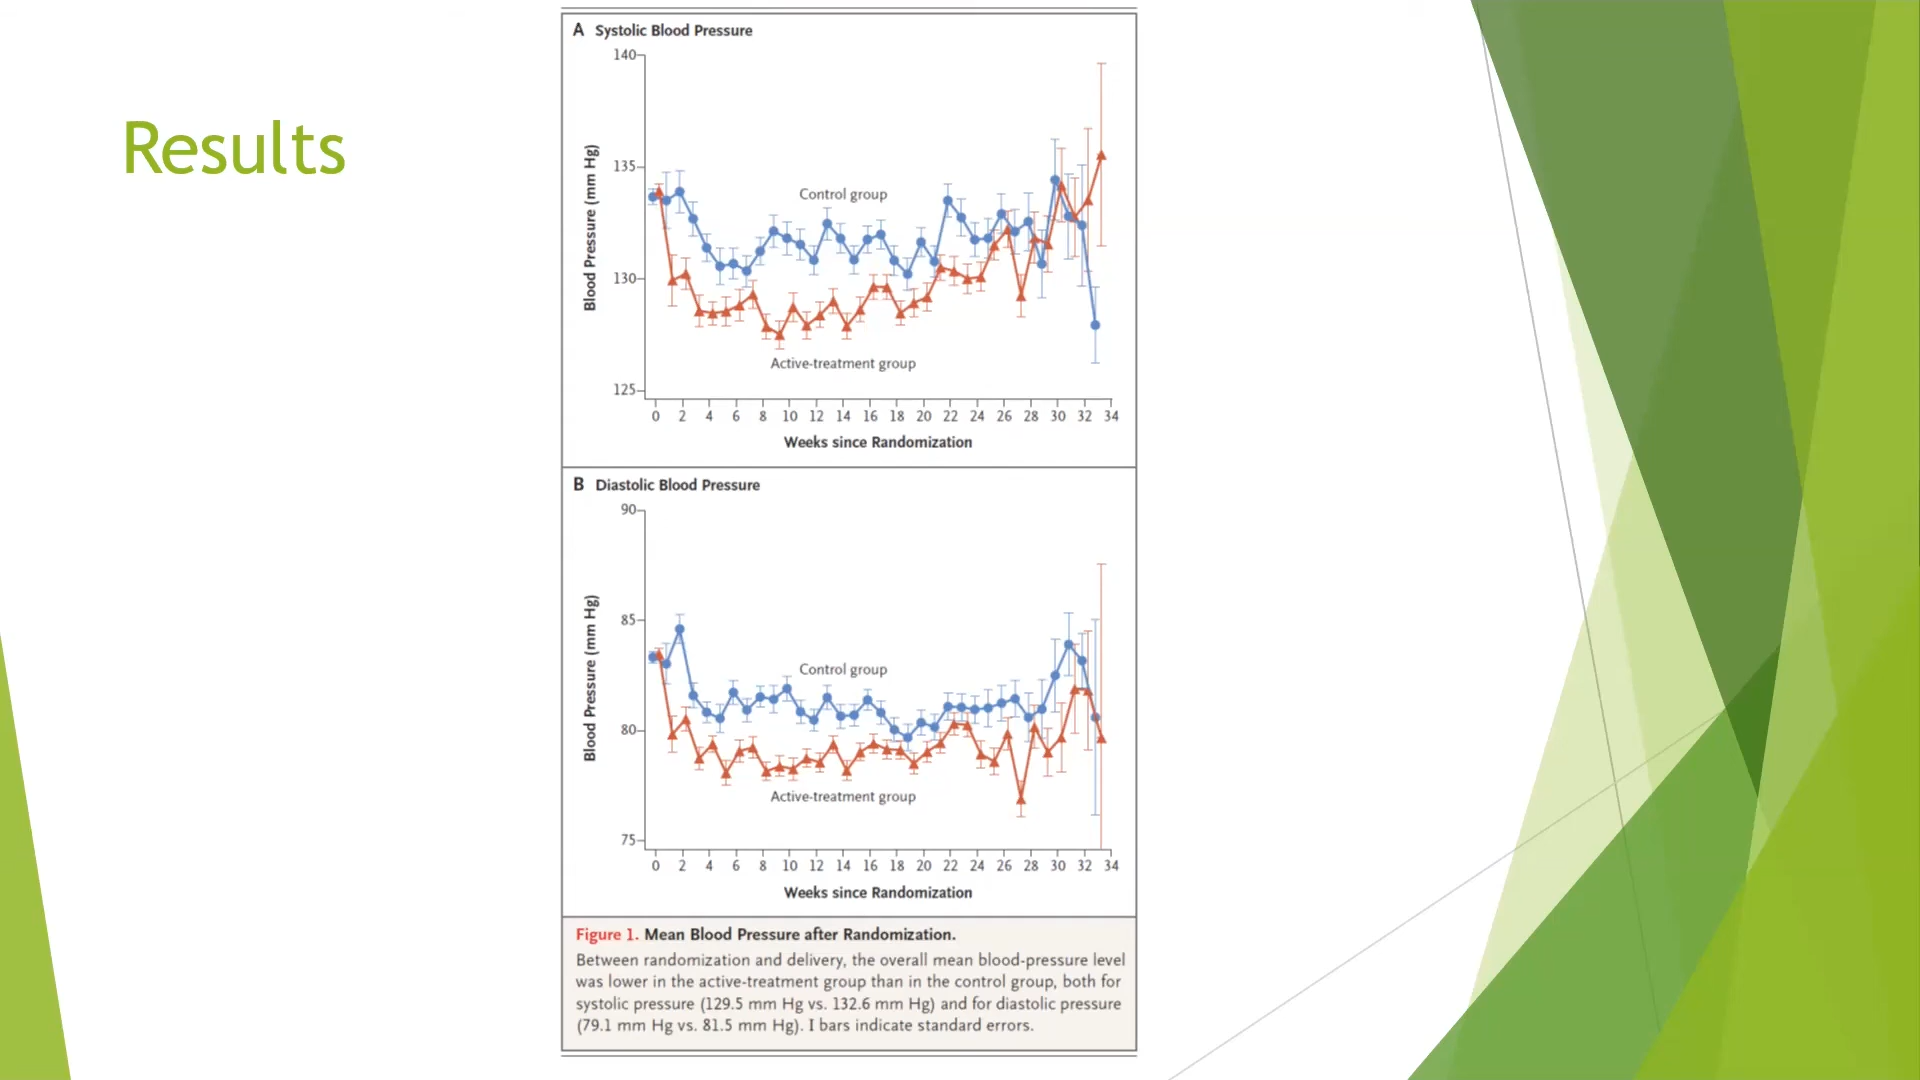 Results
A Systolic Blood Pressure
140
135
130
125
Blood Pressure (mm Hg)
Control group
Active-treatment group
0 2 4 6 8 10 12 14 16 18 20 22 24 26 28 30 32 34
Weeks since Randomization
B Diastolic Blood Pressure
90
85
80
75
Blood Pressure (mm Hg)
Control group
Active-treatment group
0 2 4 6 8 10 12 14 16 18 20 22 24 26 28 30 32 34
Weeks since Randomization
Figure 1. Mean Blood Pressure after Randomization.
Between randomization and delivery, the overall mean blood-pressure level
was lower in the active-treatment group than in the control group, both for
systolic pressure (129.5 mm Hg vs. 132.6 mm Hg) and for diastolic pressure
(79.1 mm Hg vs. 81.5 mm Hg). I bars indicate standard errors.